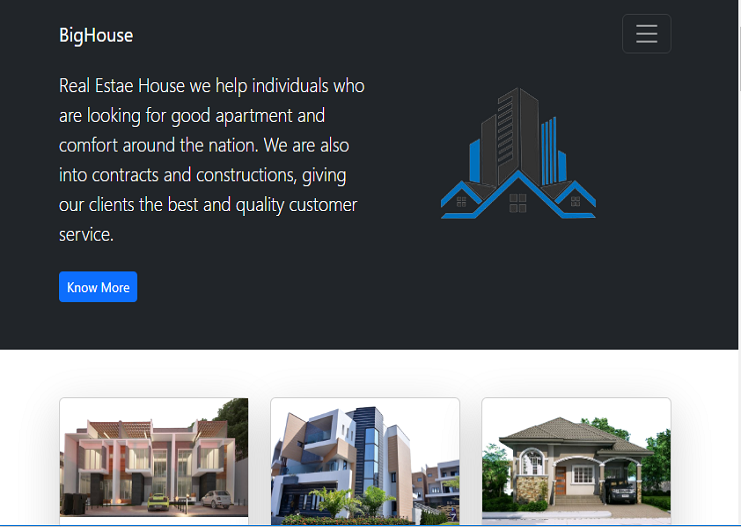 BigHouse
Real Estae House we help individuals who
are looking for good apartment and
comfort around the nation. We are also
into contracts and constructions, giving
our clients the best and quality customer
service.
Know More